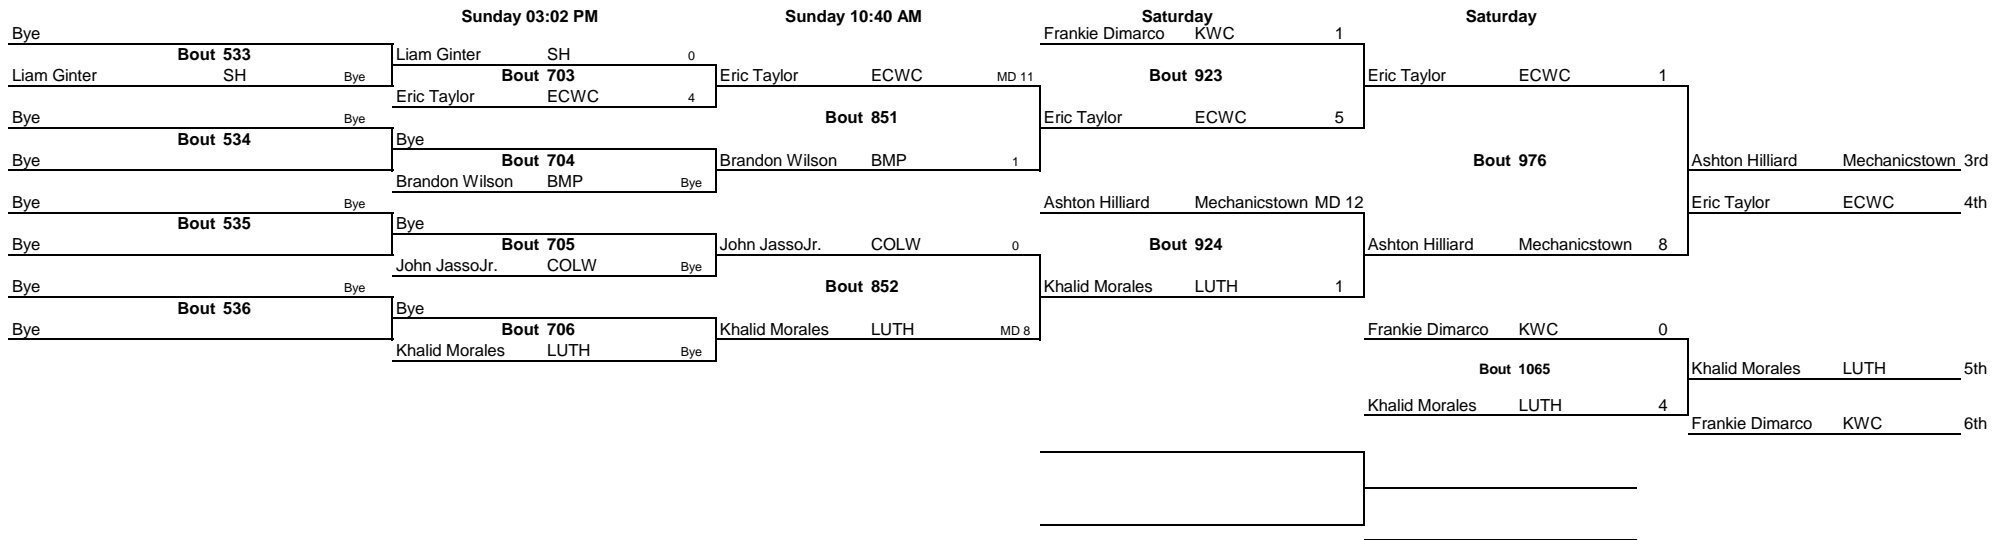 Sunday 03:02 PM Sunday 10:40 AM Saturday Saturday
Bye Frankie Dimarco KWC 1
Bout 533 Liam Ginter SH 0
Liam Ginter SH Bye Bout 703 Eric Taylor ECWC MD 11 Bout 923 Eric Taylor ECWC 1
Eric Taylor ECWC 4
Bye Bye Bout 851 Eric Taylor ECWC 5
Bout 534 Bye
Bye Bout 704 Brandon Wilson BMP 1 Bout 976 Ashton Hilliard Mechanicstown 3rd
Brandon Wilson BMP Bye
Bye Bye Ashton Hilliard Mechanicstown MD 12 Eric Taylor ECWC 4th
Bout 535 Bye
Bye Bout 705 John JassoJr. COLW 0 Bout 924 Ashton Hilliard Mechanicstown 8
John JassoJr. COLW Bye
Bye Bye Bout 852 Khalid Morales LUTH 1
Bout 536 Bye
Bye Bout 706 Khalid Morales LUTH MD 8 Frankie Dimarco KWC 0
Khalid Morales LUTH Bye
Bout 1065 Khalid Morales LUTH 5th
Khalid Morales LUTH 4
Frankie Dimarco KWC 6th